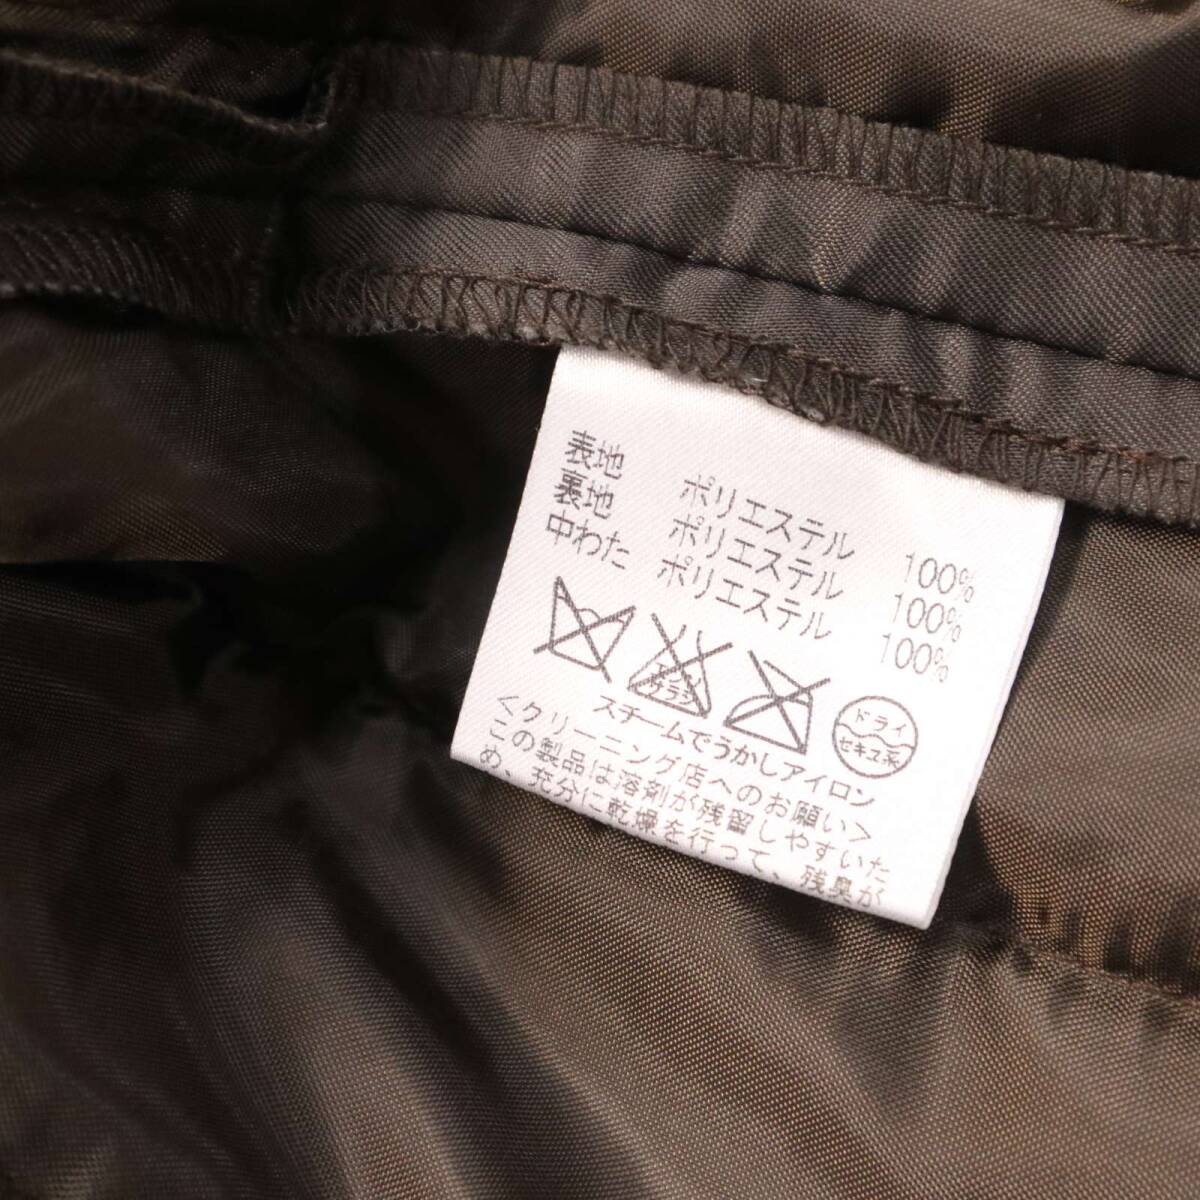 表地 ポリエステル 100%
裏地 ポリエステル 100%
中わた ポリエステル 100%
エンソ
サラシ
ドライ
セキユ系
スチームでうかしアイロン
<クリーニング店へのお願い>
この製品は溶剤が残留しやすいた
め、充分に乾燥を行って、残臭が